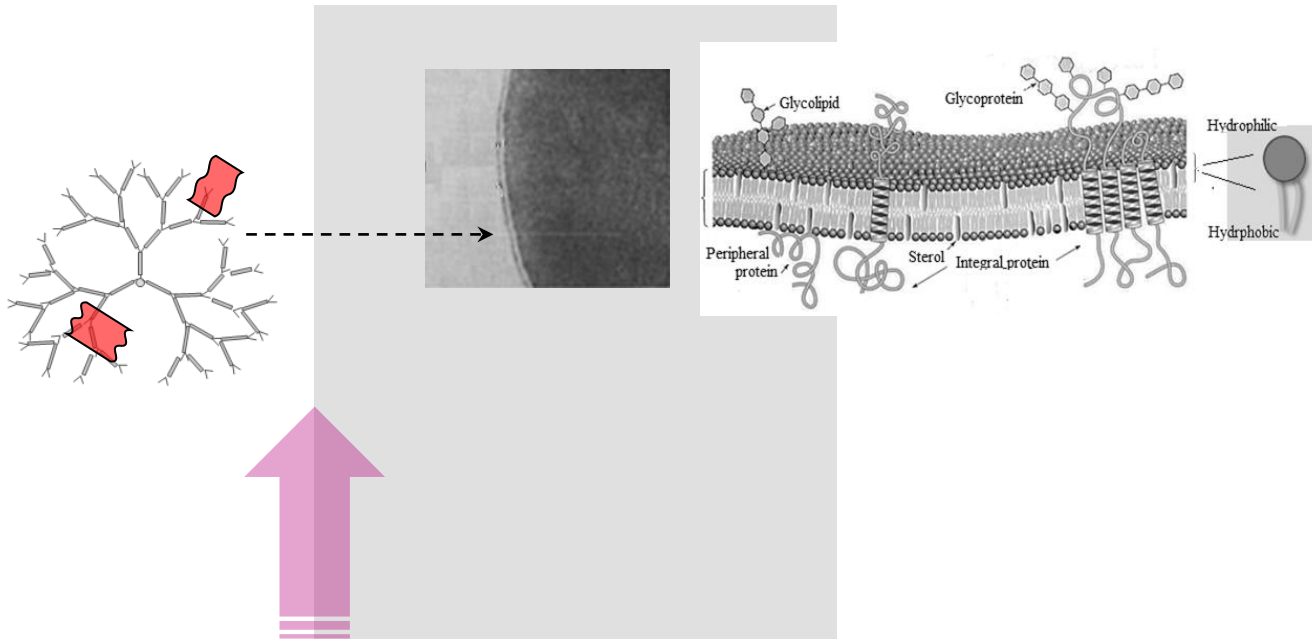 Glycolipid
Glycoprotein
Hydrophilic
Hydrphobic
Peripheral
protein
Sterol
Integral protein